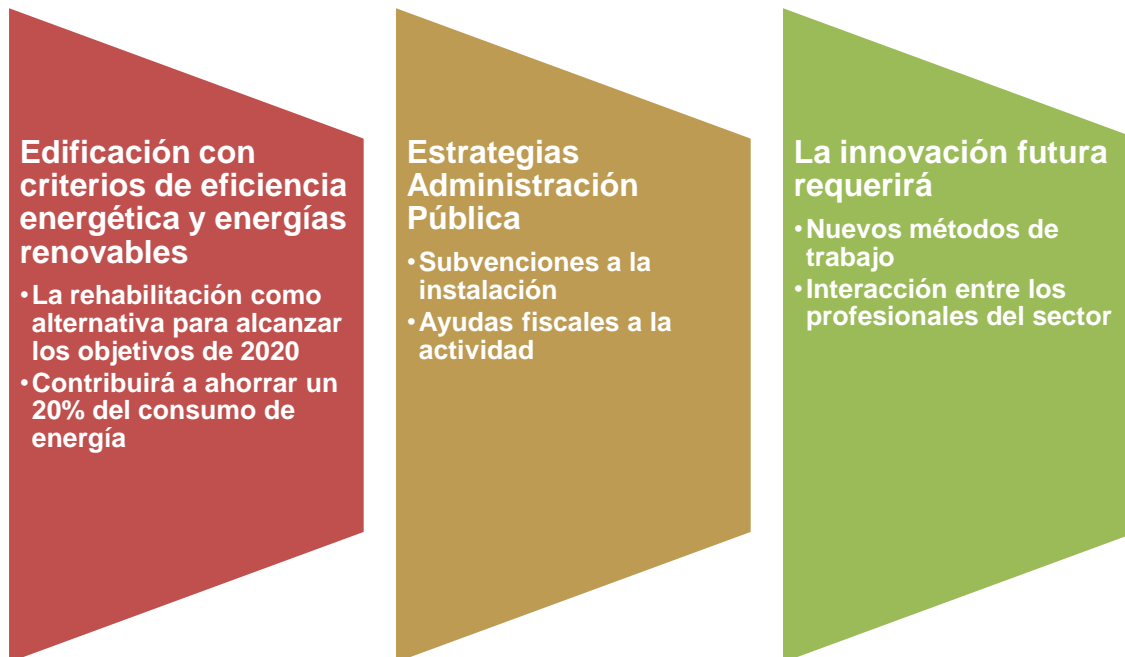 Edificación con
criterios de eficiencia
energética y energías
renovables
•La rehabilitación como
alternativa para alcanzar
los objetivos de 2020
•Contribuirá a ahorrar un
20% del consumo de
energía
Estrategias
Administración
Pública
•Subvenciones a la
instalación
•Ayudas fiscales a la
actividad
La innovación futura
requerirá
•Nuevos métodos de
trabajo
•Interacción entre los
profesionales del sector